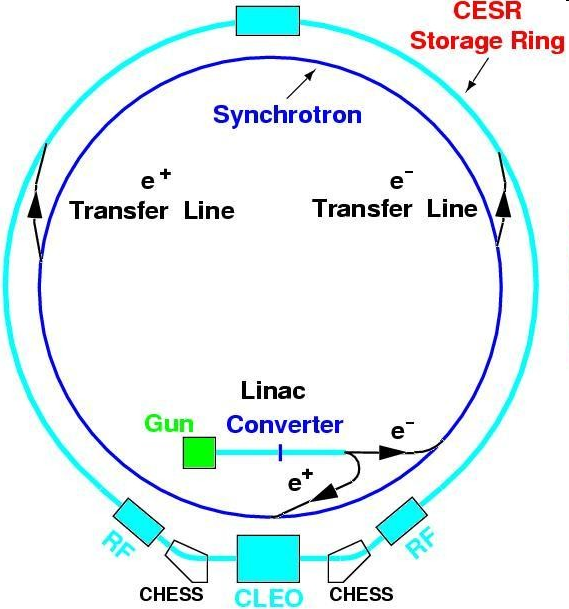 CESR
Storage Ring
Synchrotron
e+
Transfer Line
e−
Transfer Line
Linac
Gun
Converter
e−
e+
RF
RF
CHESS
CLEO
CHESS